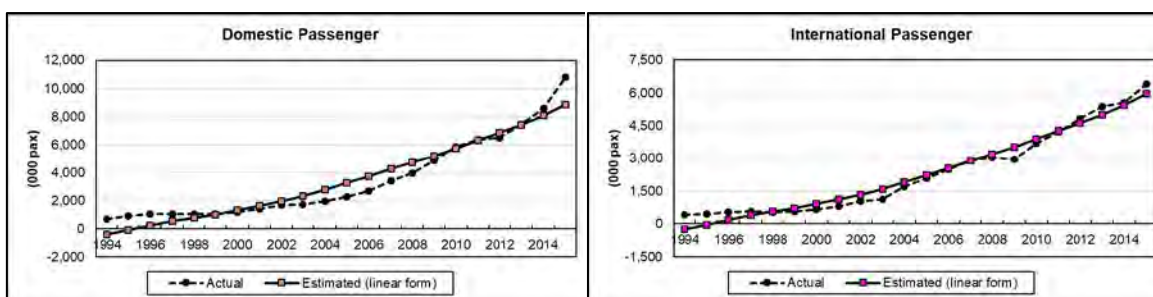 Domestic Passenger
12,000
10,000
8,000
6,000
4,000
2,000
0
-2,000
(000 pax)
1994 1996 1998 2000 2002 2004 2006 2008 2010 2012 2014
Actual Estimated (linear form)
International Passenger
7,500
6,000
4,500
3,000
1,500
0
-1,500
(000 pax)
1994 1996 1998 2000 2002 2004 2006 2008 2010 2012 2014
Actual Estimated (linear form)